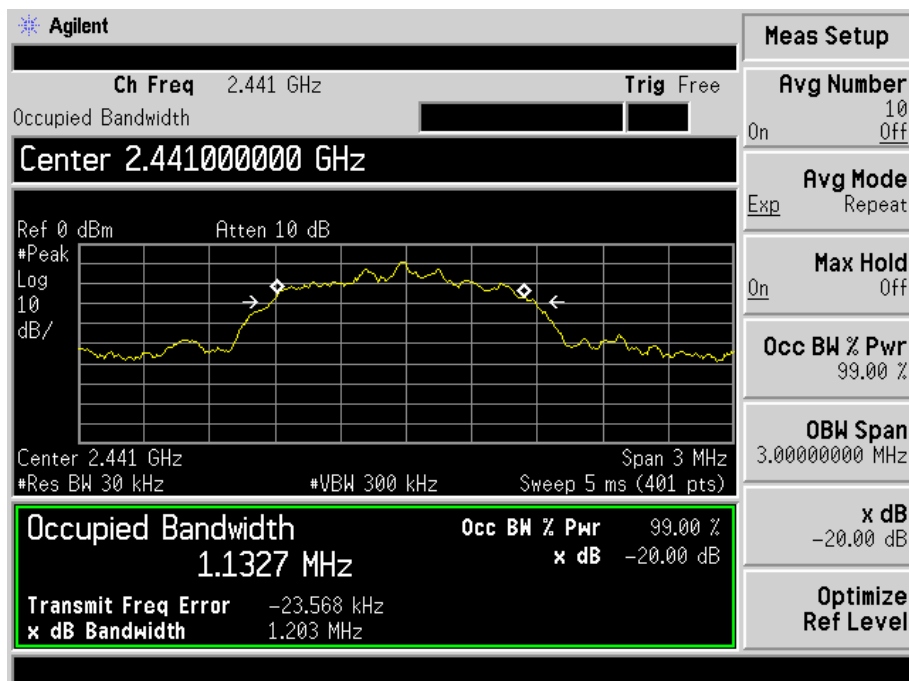 Agilent
Ch Freq 2.441 GHz Trig Free
Occupied Bandwidth
Center 2.441000000 GHz
Ref 0 dBm Atten 10 dB
#Peak
Log
10
dB/
Center 2.441 GHz Span 3 MHz
#Res BW 30 kHz #VBW 300 kHz Sweep 5 ms (401 pts)
Occupied Bandwidth Occ BW % Pwr 99.00 %
1.1327 MHz x dB -20.00 dB
Transmit Freq Error -23.568 kHz
x dB Bandwidth 1.203 MHz
Meas Setup
Avg Number
10
On Off
Avg Mode
Exp Repeat
Max Hold
On Off
Occ BW % Pwr
99.00 %
OBW Span
3.00000000 MHz
x dB
-20.00 dB
Optimize
Ref Level